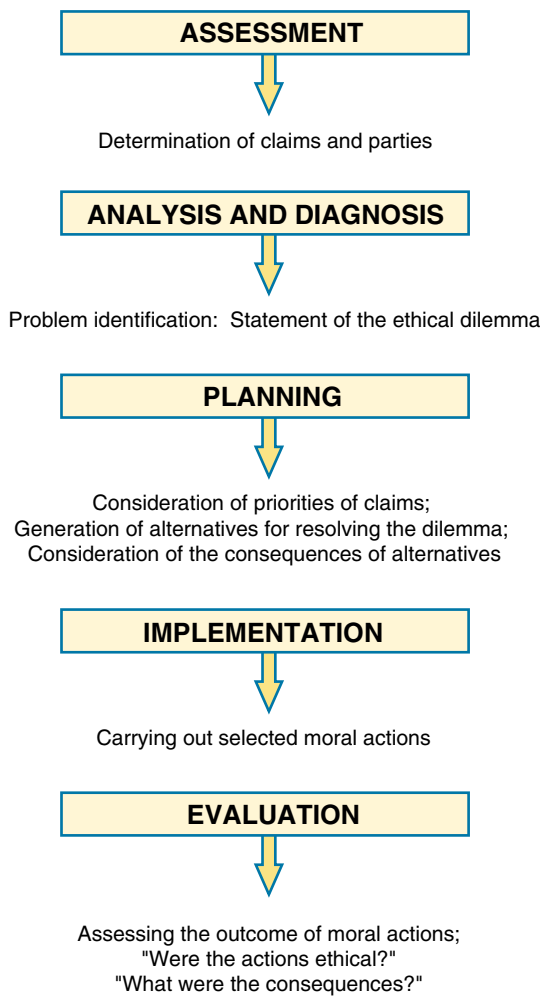 ASSESSMENT
Determination of claims and parties
ANALYSIS AND DIAGNOSIS
Problem identification: Statement of the ethical dilemma
PLANNING
Consideration of priorities of claims;
Generation of alternatives for resolving the dilemma;
Consideration of the consequences of alternatives
IMPLEMENTATION
Carrying out selected moral actions
EVALUATION
Assessing the outcome of moral actions;
"Were the actions ethical?"
"What were the consequences?"